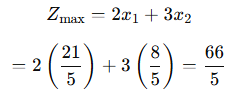 Z_max = 2x_1 + 3x_2
= 2 ( 21/5 ) + 3 ( 8/5 ) = 66/5